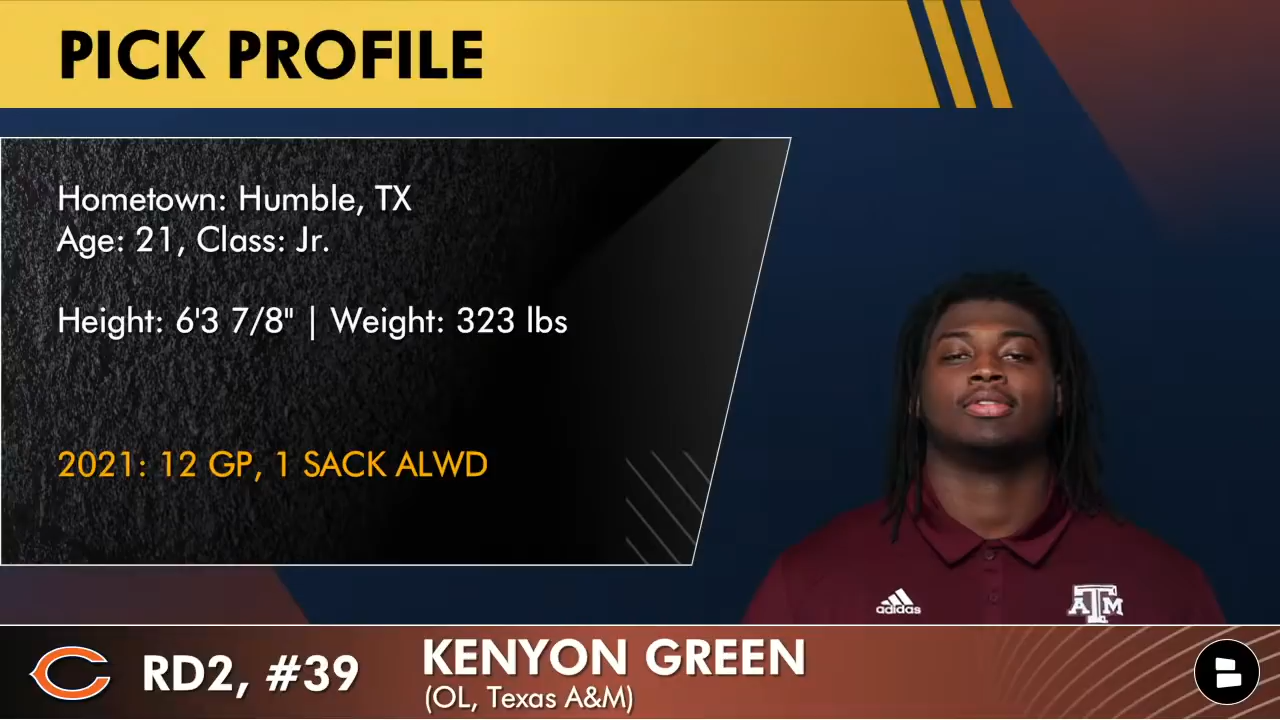 PICK PROFILE
Hometown: Humble, TX
Age: 21, Class: Jr.
Height: 6'3 7/8" | Weight: 323 lbs
2021: 12 GP, 1 SACK ALWD
adidas
ATM
RD2, #39
KENYON GREEN
(OL, Texas A&M)